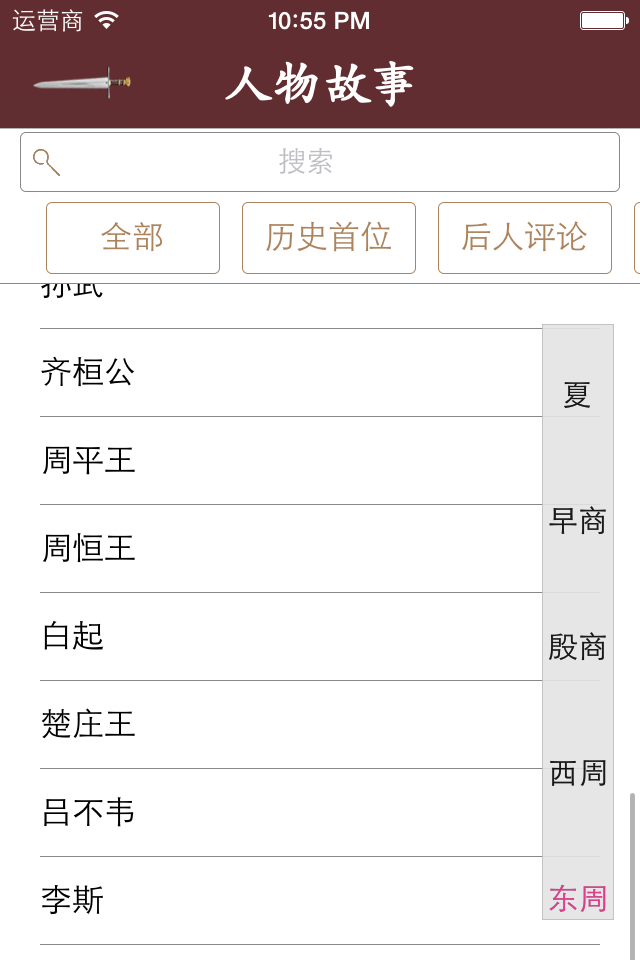 运营商 10:55 PM
人物故事
搜索
全部 历史首位 后人评论
孙武
齐桓公
周平王
周恒王
白起
楚庄王
吕不韦
李斯
夏
早商
殷商
西周
东周